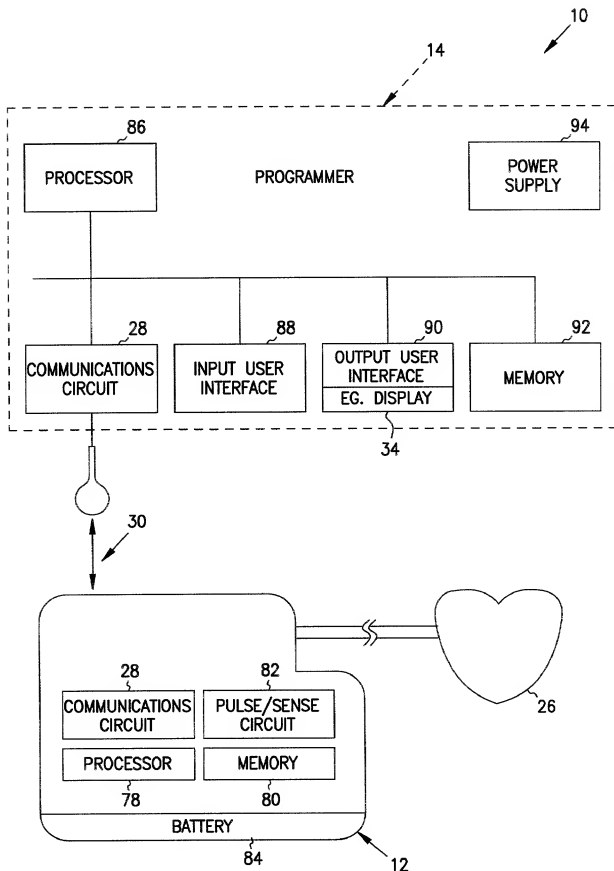 10
14
86
94
PROCESSOR
PROGRAMMER
POWER
SUPPLY
28
88
90
92
COMMUNICATIONS
CIRCUIT
INPUT USER
INTERFACE
OUTPUT USER
INTERFACE
EG. DISPLAY
MEMORY
34
30
28
82
COMMUNICATIONS
CIRCUIT
PULSE/SENSE
CIRCUIT
26
PROCESSOR
MEMORY
78
80
BATTERY
84
12